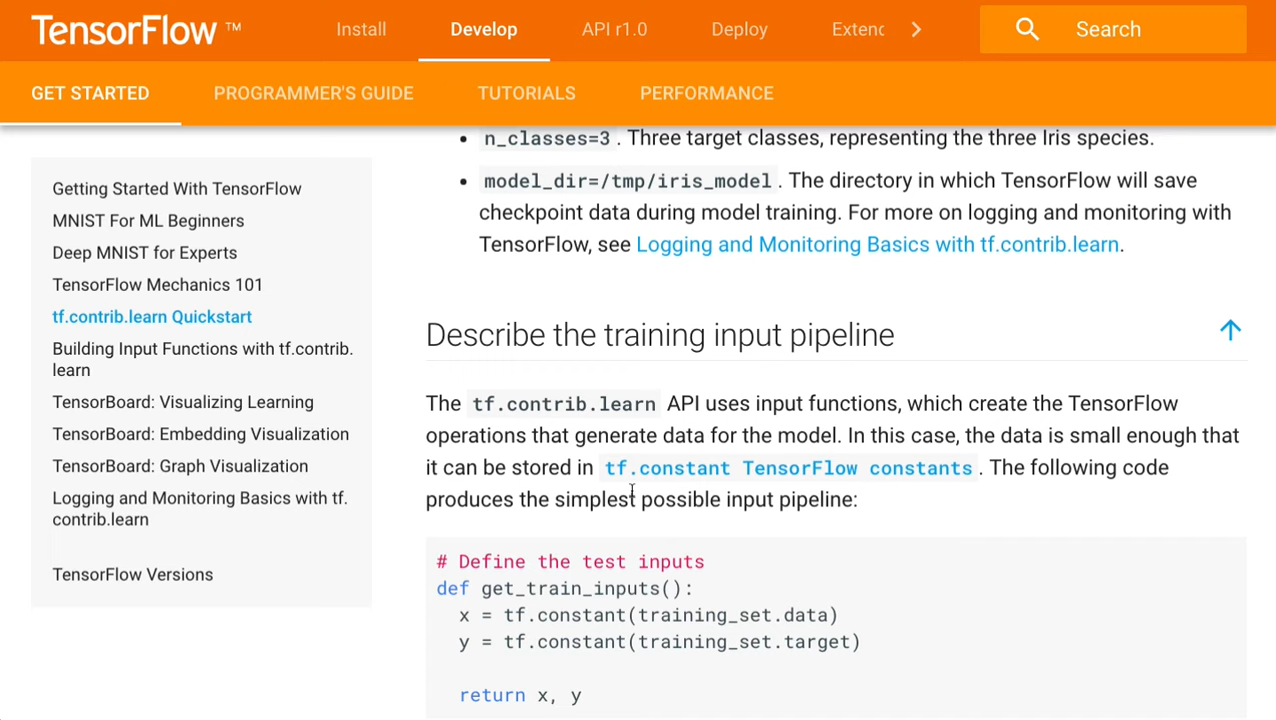 TensorFlow ™
Install
Develop
API r1.0
Deploy
Extenc
Search
GET STARTED
PROGRAMMER'S GUIDE
TUTORIALS
PERFORMANCE
Getting Started With TensorFlow
MNIST For ML Beginners
Deep MNIST for Experts
TensorFlow Mechanics 101
tf.contrib.learn Quickstart
Building Input Functions with tf.contrib.
learn
TensorBoard: Visualizing Learning
TensorBoard: Embedding Visualization
TensorBoard: Graph Visualization
Logging and Monitoring Basics with tf.
contrib.learn
TensorFlow Versions
• n_classes=3 . Three target classes, representing the three Iris species.
• model_dir=/tmp/iris_model . The directory in which TensorFlow will save
checkpoint data during model training. For more on logging and monitoring with
TensorFlow, see Logging and Monitoring Basics with tf.contrib.learn.
Describe the training input pipeline
The tf.contrib.learn API uses input functions, which create the TensorFlow
operations that generate data for the model. In this case, the data is small enough that
it can be stored in tf.constant TensorFlow constants . The following code
produces the simplest possible input pipeline:
# Define the test inputs
def get_train_inputs():
  x = tf.constant(training_set.data)
  y = tf.constant(training_set.target)
  return x, y